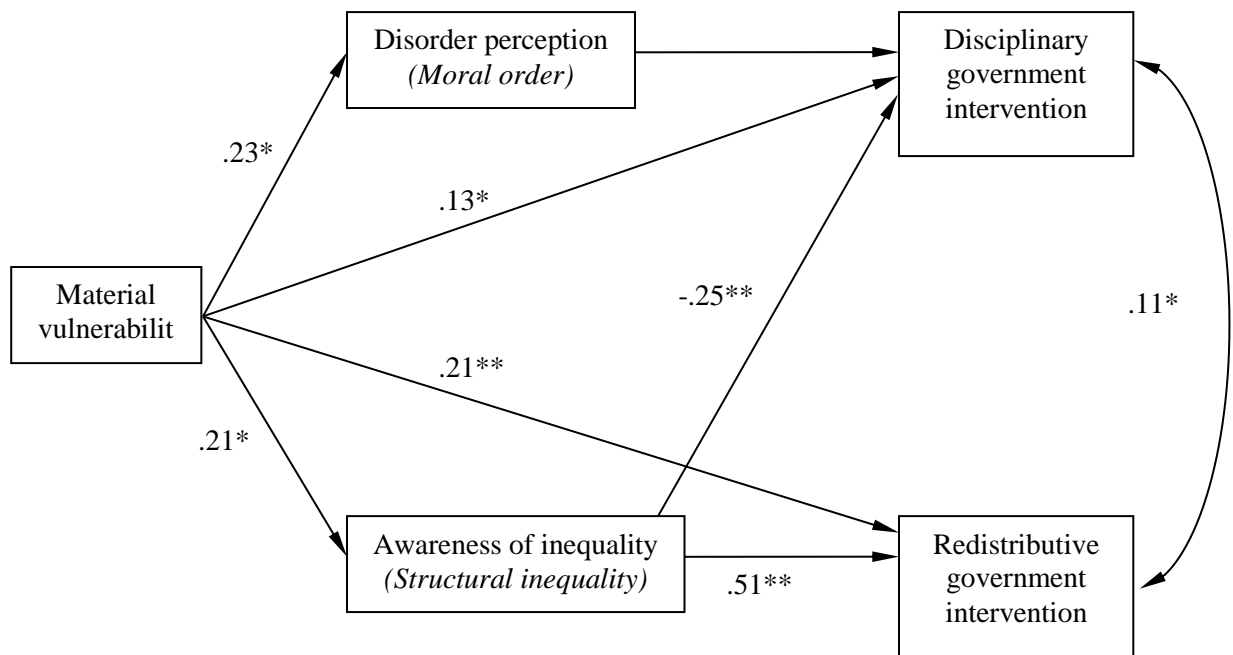 Disorder perception
(Moral order)
Disciplinary
government
intervention
.23*
.13*
Material
vulnerabilit
-.25**
.11*
.21**
.21*
Awareness of inequality
(Structural inequality)
.51**
Redistributive
government
intervention